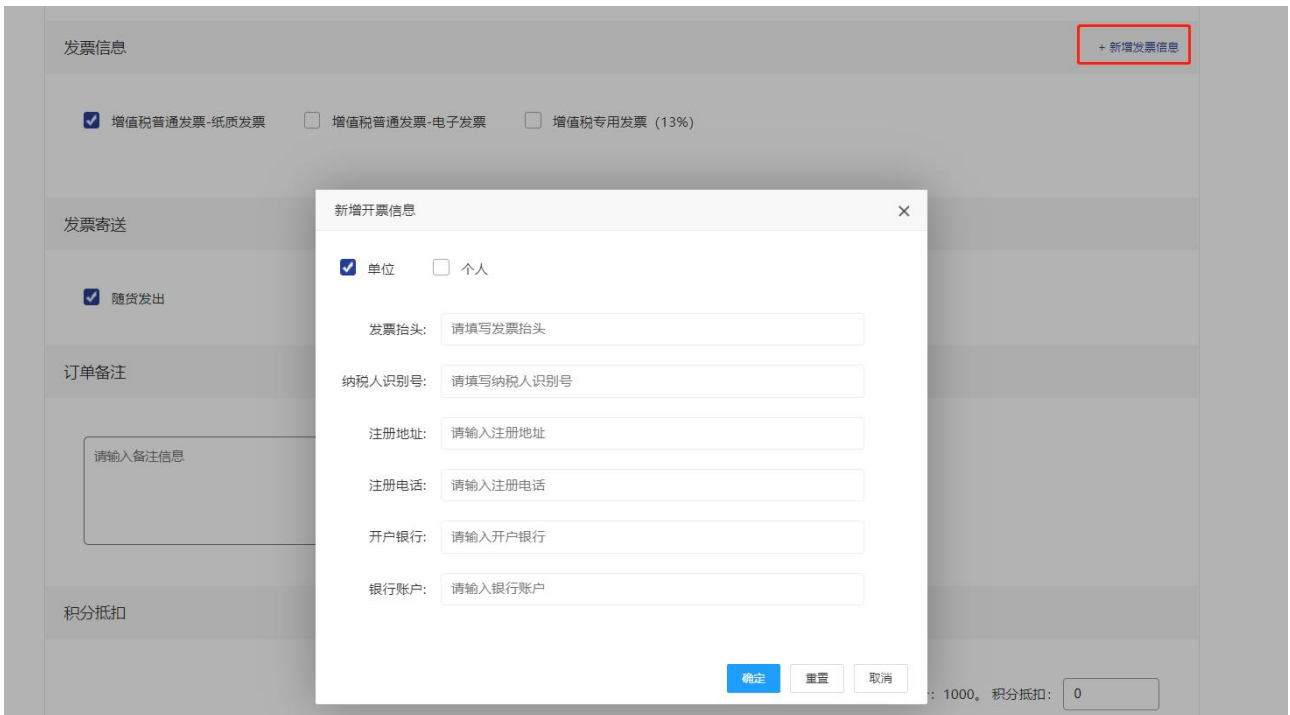 发票信息
+ 新增发票信息
增值税普通发票-纸质发票 增值税普通发票-电子发票 增值税专用发票 (13%)
发票寄送
随货发出
订单备注
请输入备注信息
积分抵扣
: 1000。 积分抵扣: 0
新增开票信息
单位 个人
发票抬头: 请填写发票抬头
纳税人识别号: 请填写纳税人识别号
注册地址: 请输入注册地址
注册电话: 请输入注册电话
开户银行: 请输入开户银行
银行账户: 请输入银行账户
确定 重置 取消